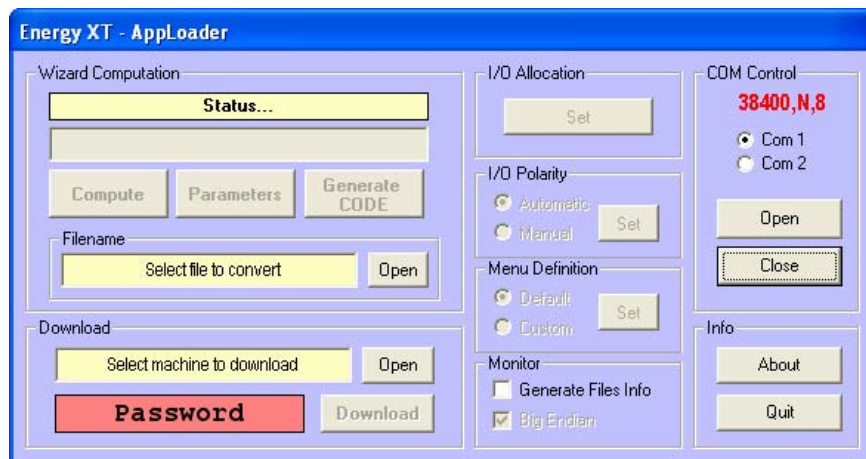 Energy XT - AppLoader
Wizard Computation
Status...
Compute
Parameters
Generate
CODE
Filename
Select file to convert
Open
Download
Select machine to download
Open
Password
Download
I/O Allocation
Set
I/O Polarity
Automatic
Manual
Set
Menu Definition
Default
Custom
Set
Monitor
Generate Files Info
Big Endian
COM Control
38400,N,8
Com 1
Com 2
Open
Close
Info
About
Quit